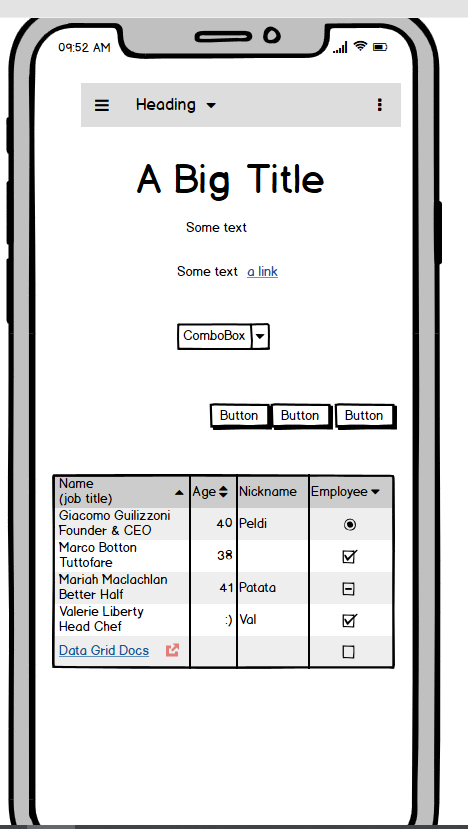 09:52 AM
Heading
A Big Title
Some text
Some text a link
ComboBox
Button Button Button
Name
(job title) Age Nickname Employee
Giacomo Guilizzoni
Founder & CEO 40 Peldi
Marco Botton
Tuttofare 38
Mariah Maclachlan
Better Half 41 Patata
Valerie Liberty
Head Chef :) Val
Data Grid Docs